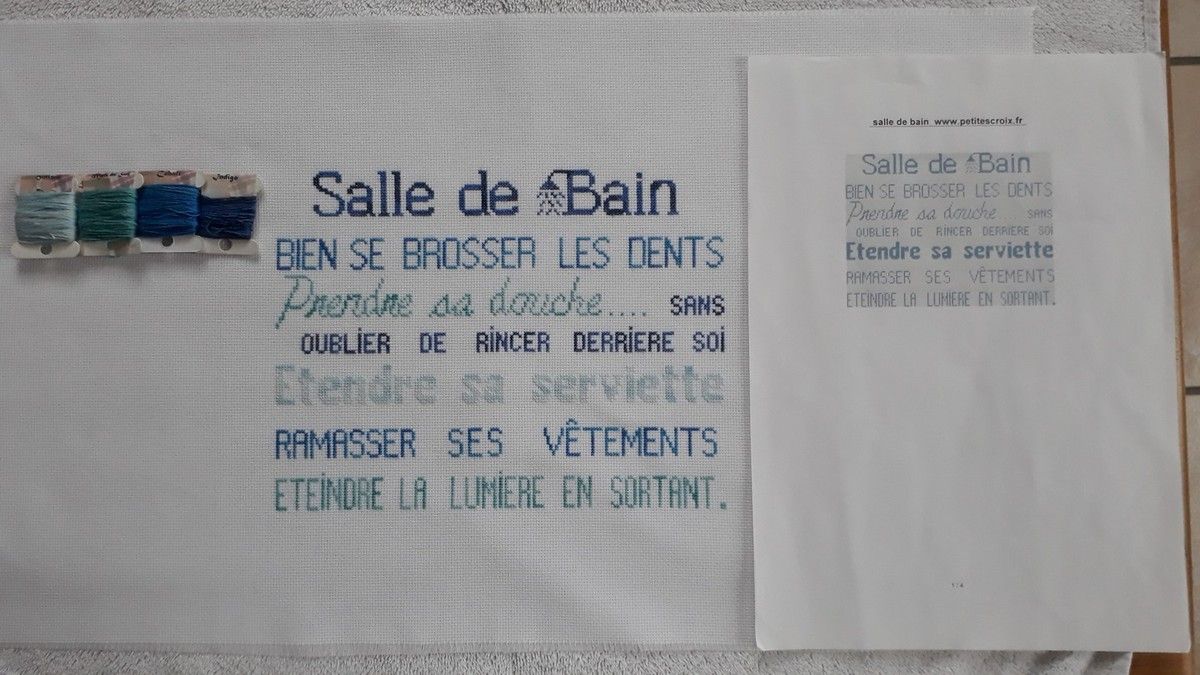 Cobalt
Indigo
Salle de Bain
BIEN SE BROSSER LES DENTS
Prendre sa douche.... SANS
OUBLIER DE RINCER DERRIERE SOI
Etendre sa serviette
RAMASSER SES VÊTEMENTS
ETEINDRE LA LUMIERE EN SORTANT.
salle de bain www.petitescroix.fr
Salle de Bain
BIEN SE BROSSER LES DENTS
Prendre sa douche... SANS
OUBLIER DE RINCER DERRIERE SOI
Etendre sa serviette
RAMASSER SES VÊTEMENTS
ETEINDRE LA LUMIERE EN SORTANT.
1 / 4